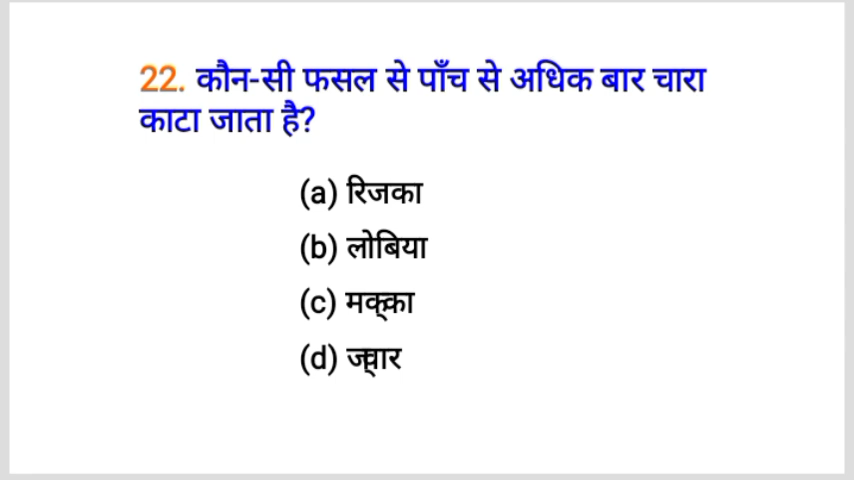 22. कौन-सी फसल से पाँच से अधिक बार चारा
काटा जाता है?
(a) रिजका
(b) लोबिया
(c) मक्का
(d) ज्वार